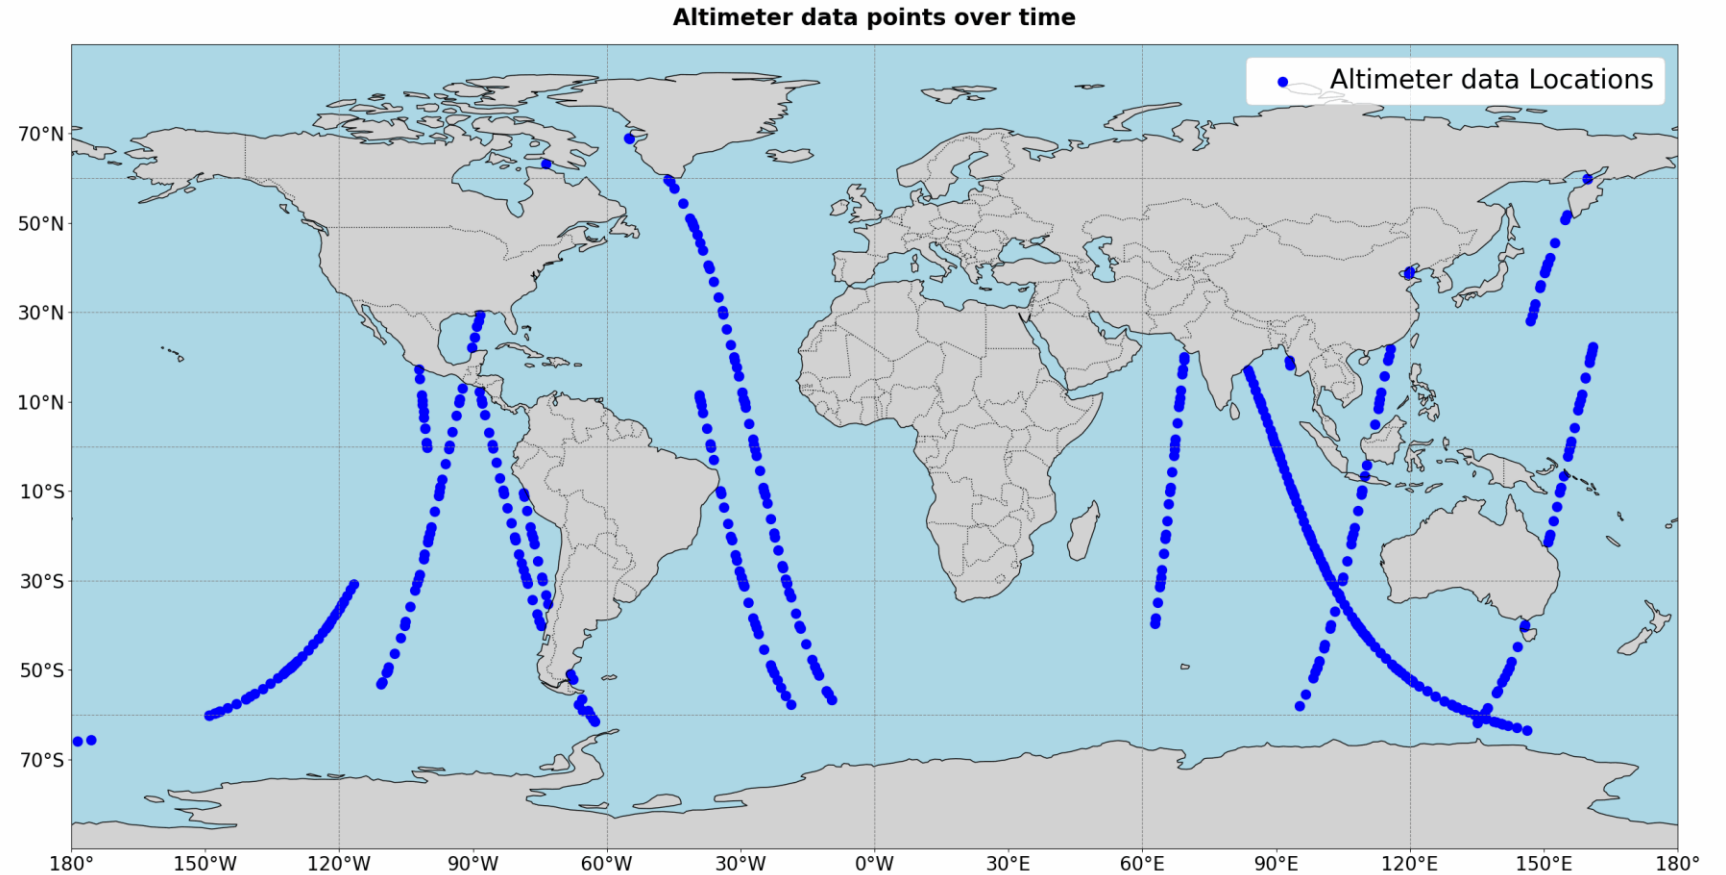 Altimeter data points over time
Altimeter data Locations
70°N
50°N
30°N
10°N
10°S
30°S
50°S
70°S
180° 150°W 120°W 90°W 60°W 30°W 0°W 30°E 60°E 90°E 120°E 150°E 180°